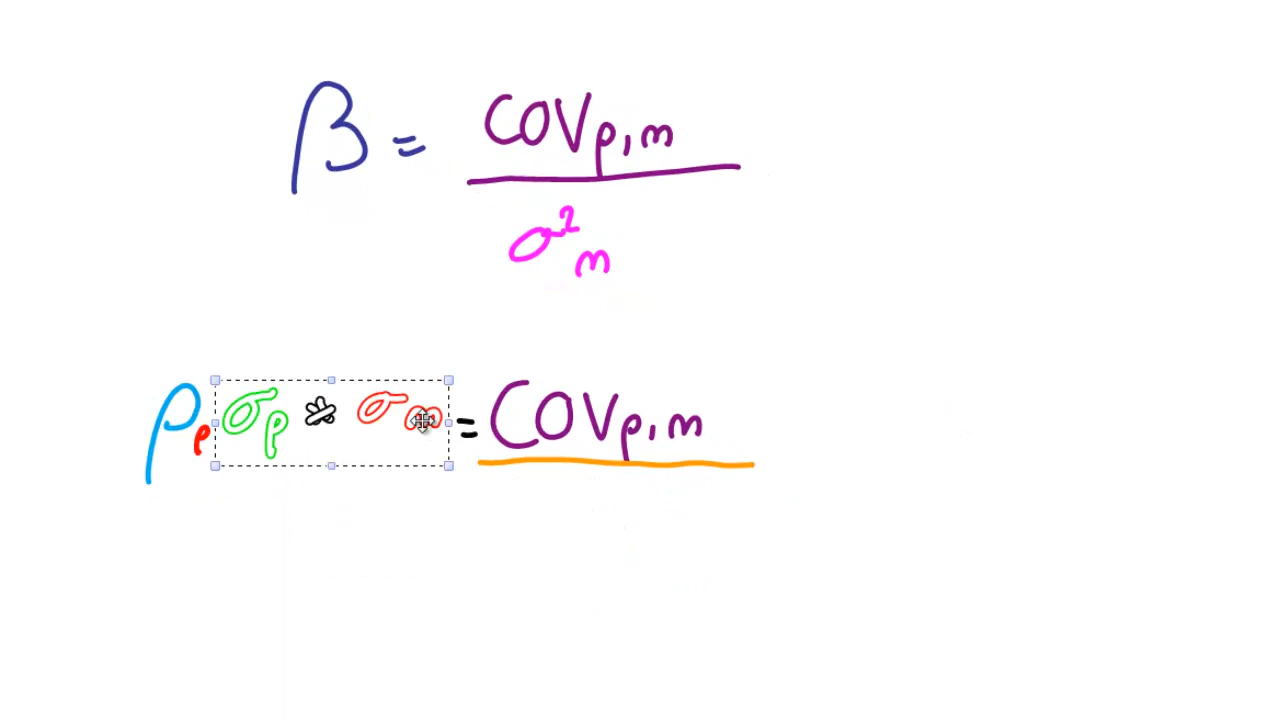 β = COVp,m
σ²m
ρp σp * σm = COVp,m